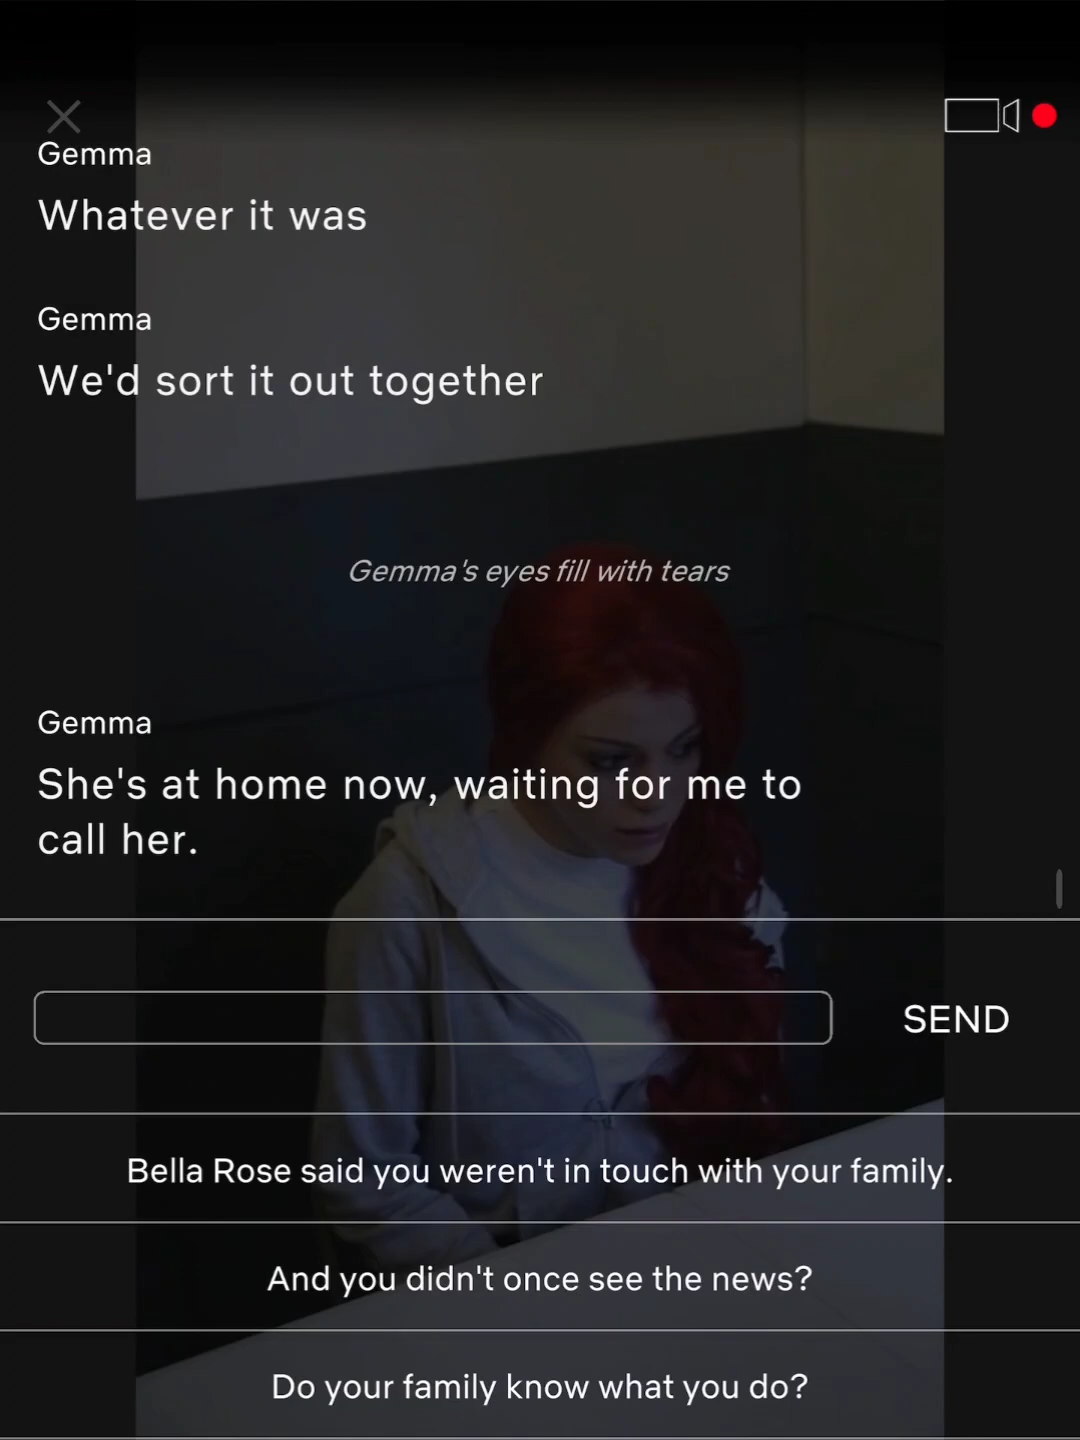 Gemma
Whatever it was
Gemma
We'd sort it out together
Gemma's eyes fill with tears
Gemma
She's at home now, waiting for me to
call her.
SEND
Bella Rose said you weren't in touch with your family.
And you didn't once see the news?
Do your family know what you do?